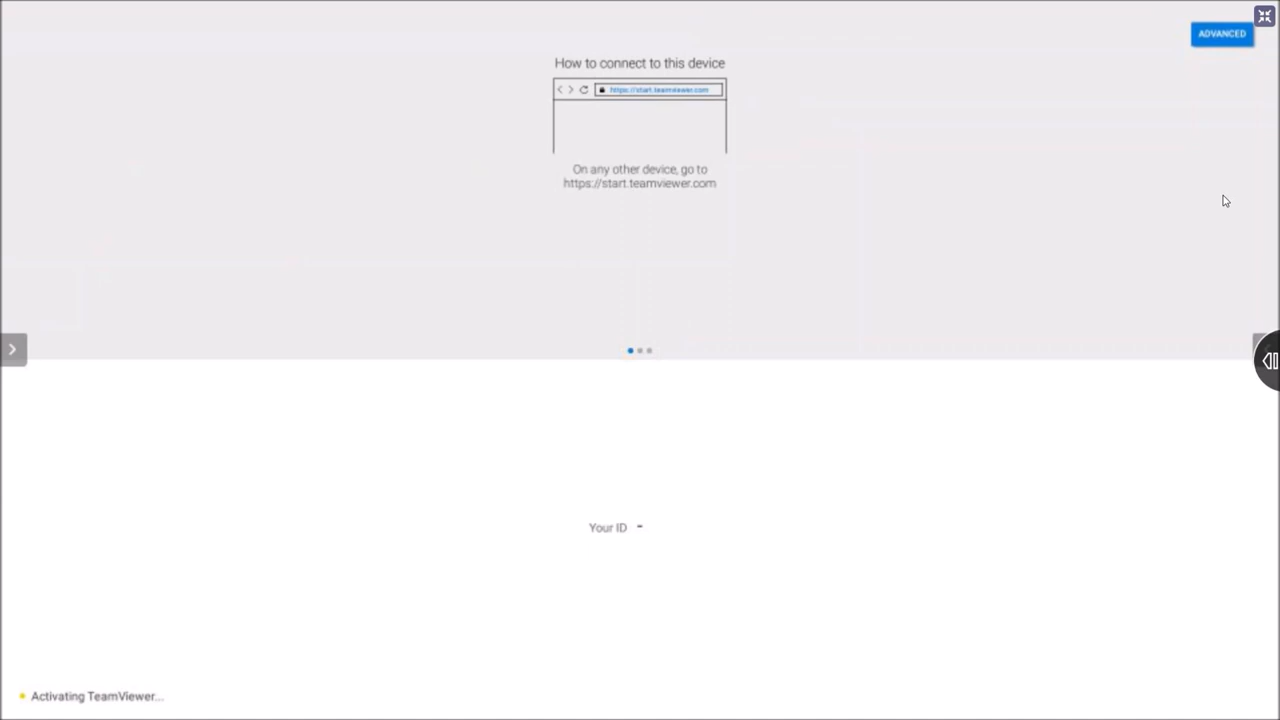 ADVANCED
How to connect to this device
https://start.teamviewer.com
On any other device, go to
https://start.teamviewer.com
Your ID -
Activating TeamViewer...